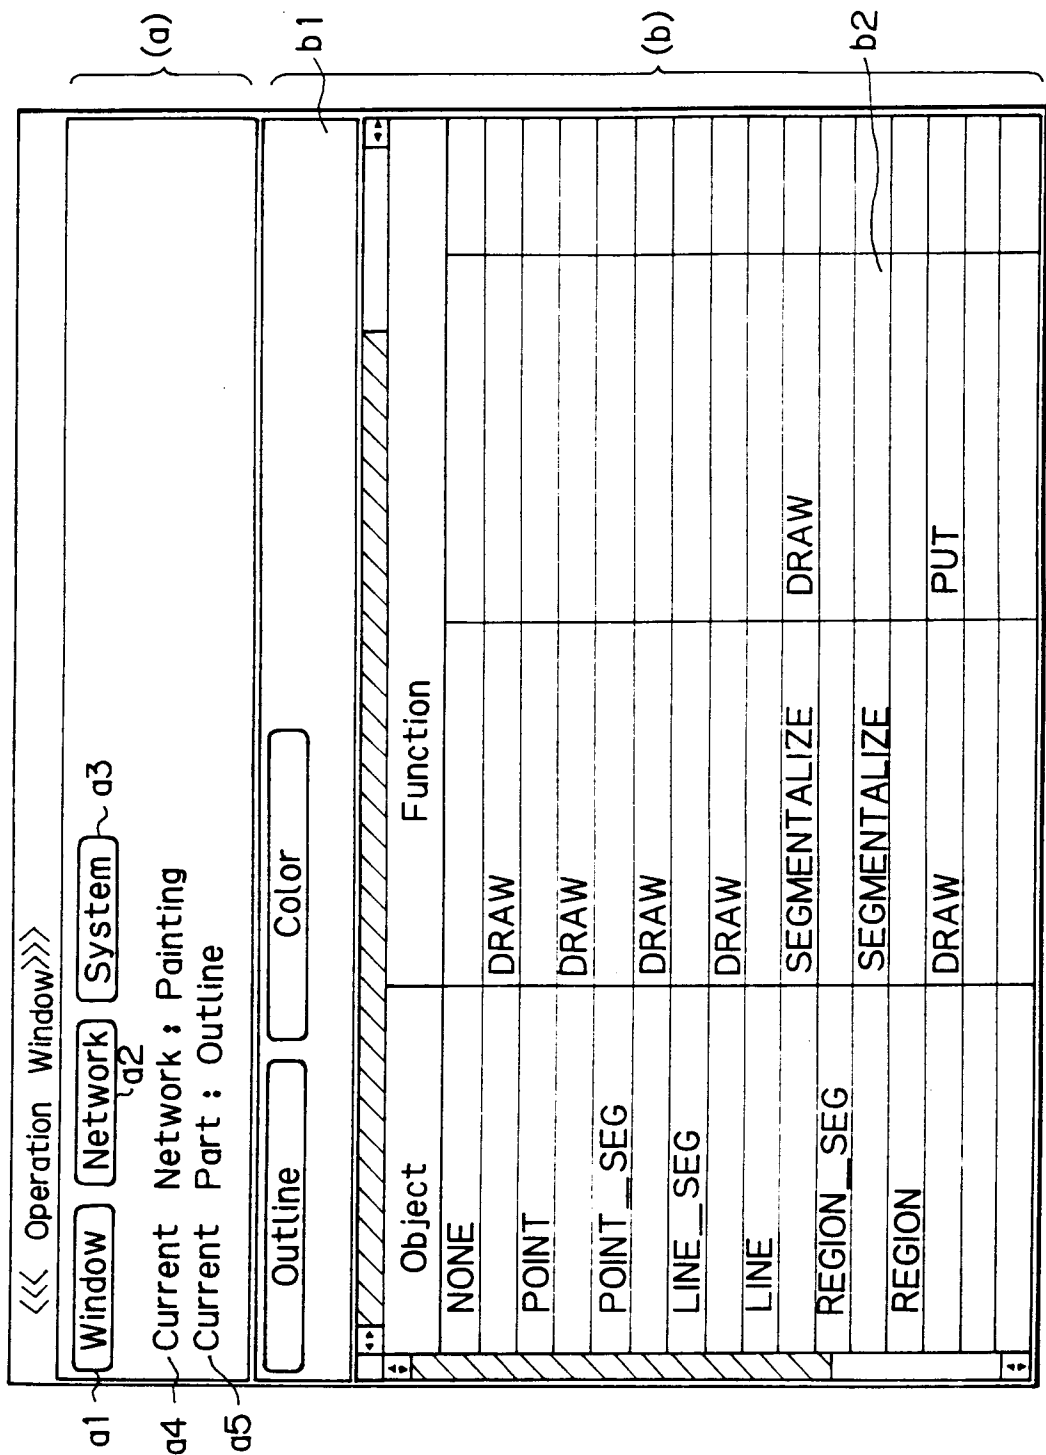 <<< Operation Window>>>
a1 Window Network a2 System a3 (a)
a4 Current Network : Painting
a5 Current Part : Outline
Outline Color b1
(b)
Object Function
NONE
DRAW
POINT
DRAW
POINT_SEG
DRAW
LINE_SEG
DRAW
LINE
SEGMENTALIZE DRAW
REGION_SEG
SEGMENTALIZE b2
REGION
DRAW PUT